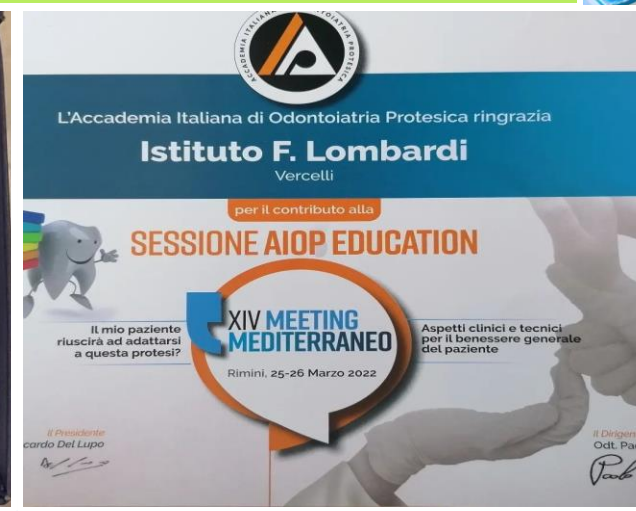 ACCADEMIA ITALIANA DI ODONTOIATRIA PROTESICA
L'Accademia Italiana di Odontoiatria Protesica ringrazia
Istituto F. Lombardi
Vercelli
per il contributo alla
SESSIONE AIOP EDUCATION
Il mio paziente
riuscirà ad adattarsi
a questa protesi?
XIV MEETING
MEDITERRANEO
Rimini, 25-26 Marzo 2022
Aspetti clinici e tecnici
per il benessere generale
del paziente
Il Presidente
cardo Del Lupo
Il Dirigen
Odt. Pa